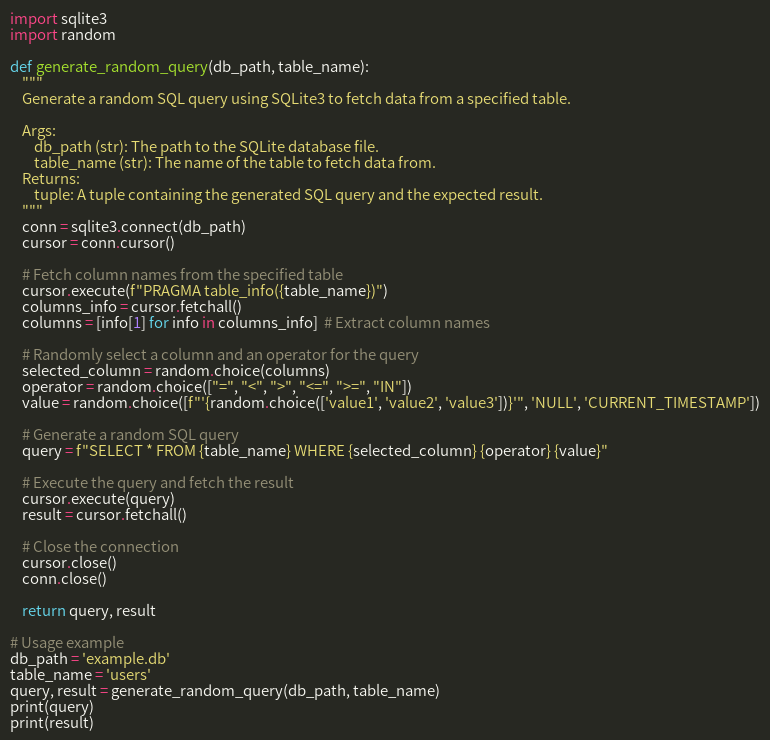 import sqlite3
import random

def generate_random_query(db_path, table_name):
    """
    Generate a random SQL query using SQLite3 to fetch data from a specified table.

    Args:
        db_path (str): The path to the SQLite database file.
        table_name (str): The name of the table to fetch data from.
    Returns:
        tuple: A tuple containing the generated SQL query and the expected result.
    """
    conn = sqlite3.connect(db_path)
    cursor = conn.cursor()

    # Fetch column names from the specified table
    cursor.execute(f"PRAGMA table_info({table_name})")
    columns_info = cursor.fetchall()
    columns = [info[1] for info in columns_info]  # Extract column names

    # Randomly select a column and an operator for the query
    selected_column = random.choice(columns)
    operator = random.choice(["=", "<", ">", "<=", ">=", "IN"])
    value = random.choice([f"'{random.choice(['value1', 'value2', 'value3'])}'", 'NULL', 'CURRENT_TIMESTAMP'])

    # Generate a random SQL query
    query = f"SELECT * FROM {table_name} WHERE {selected_column} {operator} {value}"

    # Execute the query and fetch the result
    cursor.execute(query)
    result = cursor.fetchall()

    # Close the connection
    cursor.close()
    conn.close()

    return query, result

# Usage example
db_path = 'example.db'
table_name = 'users'
query, result = generate_random_query(db_path, table_name)
print(query)
print(result)